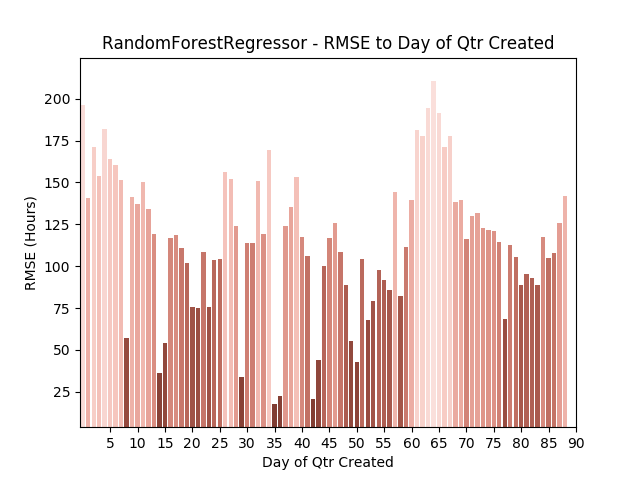 RandomForestRegressor - RMSE to Day of Qtr Created
200
175
150
125
100
75
50
25
RMSE (Hours)
5 10 15 20 25 30 35 40 45 50 55 60 65 70 75 80 85 90
Day of Qtr Created